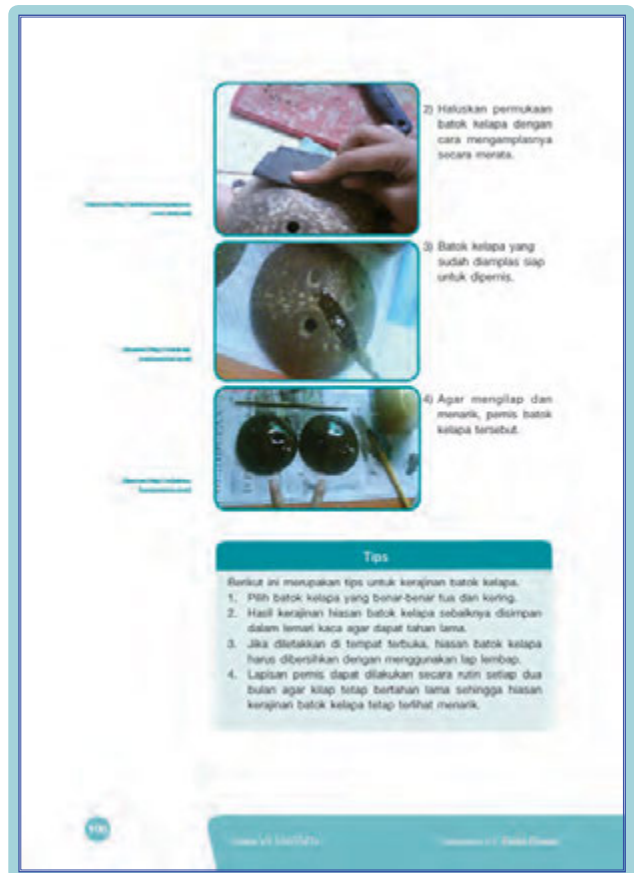 2) Haluskan permukaan
batok kelapa dengan
cara mengamplasnya
secara merata.
3) Batok kelapa yang
sudah diamplas siap
untuk dipernis.
4) Agar mengilap dan
menarik, pernis batok
kelapa tersebut.
Tips
Berikut ini merupakan tips untuk kerajinan batok kelapa.
1. Pilih batok kelapa yang benar-benar tua dan kering.
2. Hasil kerajinan hiasan batok kelapa sebaiknya disimpan
dalam lemari kaca agar dapat tahan lama.
3. Jika diletakkan di tempat terbuka, hiasan batok kelapa
harus dibersihkan dengan menggunakan lap lembap.
4. Lapisan pernis dapat dilakukan secara rutin setiap dua
bulan agar kilap tetap bertahan lama sehingga hiasan
kerajinan batok kelapa tetap terlihat menarik.